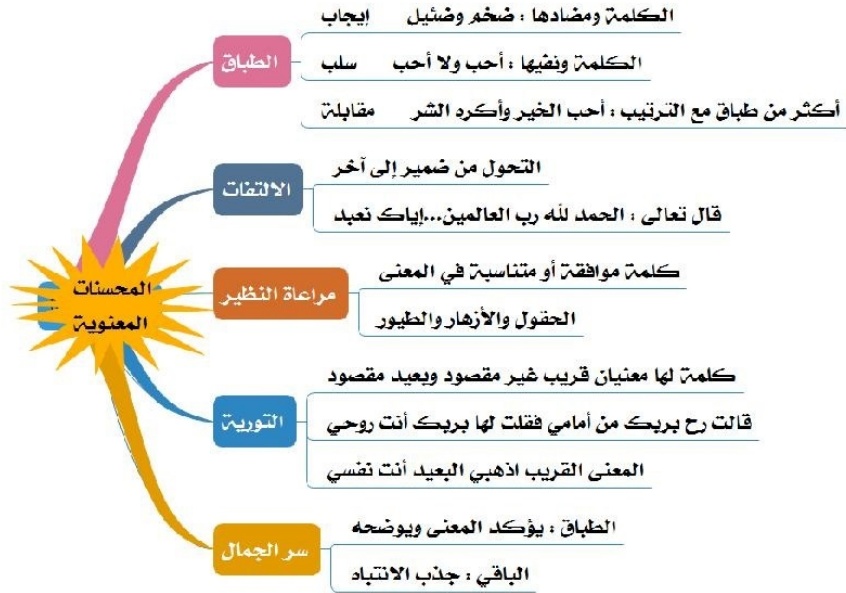 المحسنات
المعنوية
الطباق
الكلمة ومضادها : ضخم وضئيل إيجاب
الكلمة ونفيها : أحب ولا أحب سلب
أكثر من طباق مع الترتيب : أحب الخير وأكره الشر مقابلة
الالتفات
التحول من ضمير إلى آخر
قال تعالى : الحمد لله رب العالمين...إياك نعبد
مراعاة النظير
كلمة موافقة أو متناسبة في المعنى
الحقول والأزهار والطيور
التورية
كلمة لها معنيان قريب غير مقصود وبعيد مقصود
قالت رح بربك من أمامي فقلت لها بربك أنت روحي
المعنى القريب اذهبي البعيد أنت نفسي
سر الجمال
الطباق : يؤكد المعنى ويوضحه
الباقي : جذب الانتباه